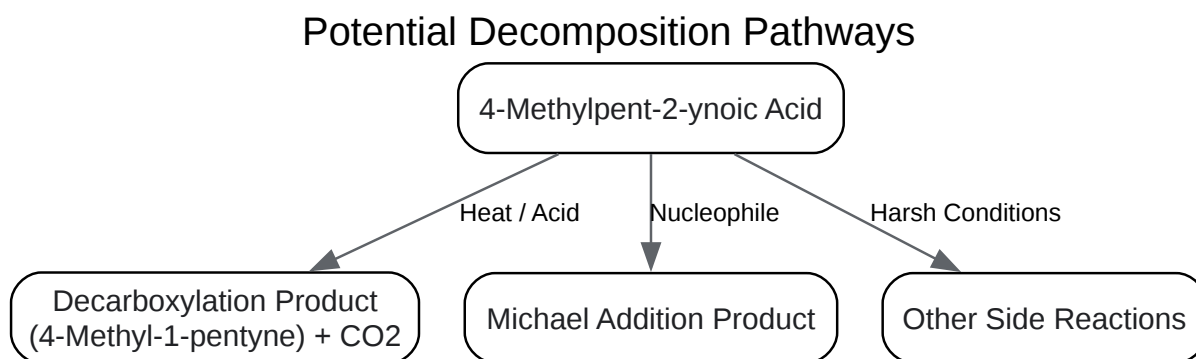 Potential Decomposition Pathways
4-Methylpent-2-ynoic Acid
Heat / Acid
Nucleophile
Harsh Conditions
Decarboxylation Product
(4-Methyl-1-pentyne) + CO2
Michael Addition Product
Other Side Reactions